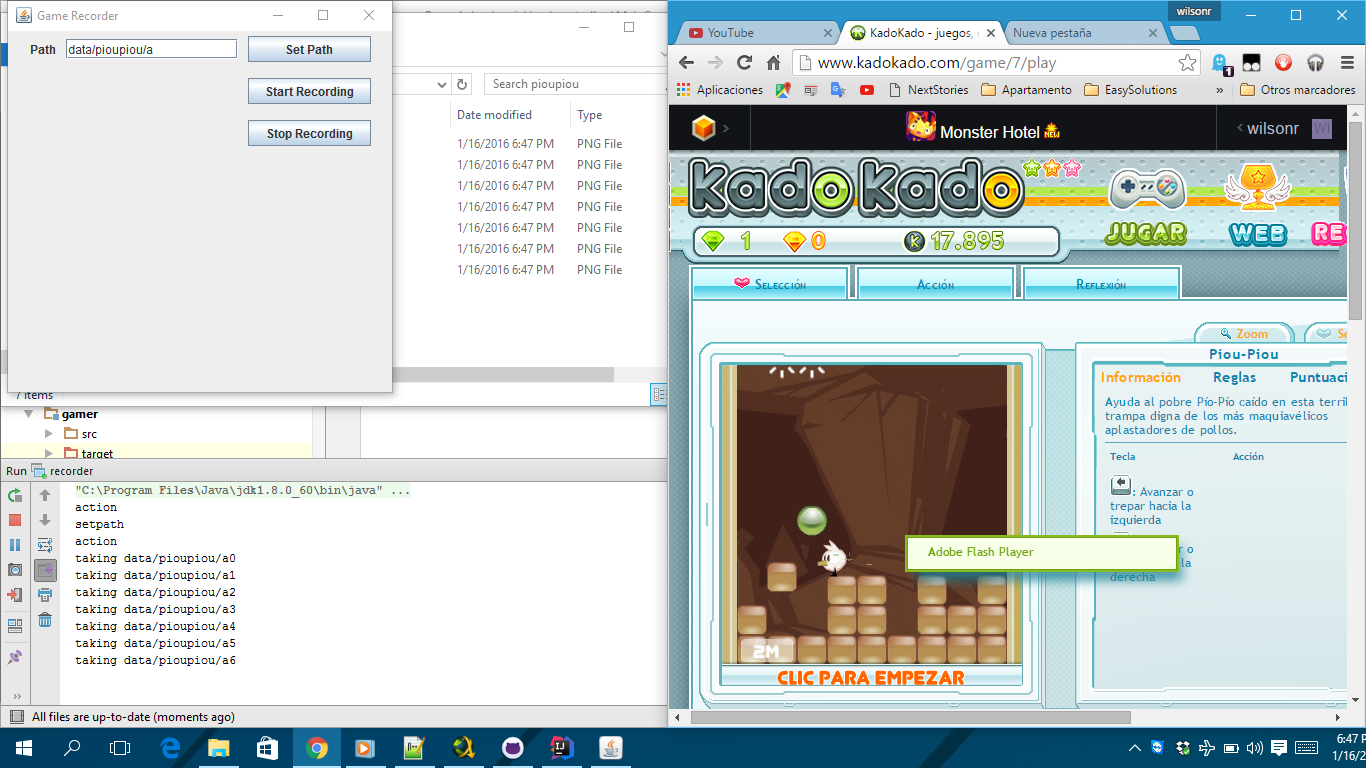 Game Recorder
Path
data/pioupiou/a
Set Path
Start Recording
Stop Recording
Search pioupiou
Date modified
Type
1/16/2016 6:47 PM
PNG File
1/16/2016 6:47 PM
PNG File
1/16/2016 6:47 PM
PNG File
1/16/2016 6:47 PM
PNG File
1/16/2016 6:47 PM
PNG File
1/16/2016 6:47 PM
PNG File
1/16/2016 6:47 PM
PNG File
7 items
gamer
src
target
Run
recorder
"C:\Program Files\Java\jdk1.8.0_60\bin\java" ...
action
setpath
action
taking data/pioupiou/a0
taking data/pioupiou/a1
taking data/pioupiou/a2
taking data/pioupiou/a3
taking data/pioupiou/a4
taking data/pioupiou/a5
taking data/pioupiou/a6
All files are up-to-date (moments ago)
wilsonr
YouTube
KadoKado - juegos,
Nueva pestaña
www.kadokado.com/game/7/play
1
Aplicaciones
NextStories
Apartamento
EasySolutions
»
Otros marcadores
Monster Hotel
NEW
wilsonr
WI
KadoKado
1
0
K
17.895
JUGAR
WEB
RE
Selección
Acción
Reflexión
Zoom
Se
Piou-Piou
Información
Reglas
Puntuaci
Ayuda al pobre Pío-Pío caído en esta terrib
trampa digna de los más maquiavélicos
aplastadores de pollos.
Tecla
Acción
: Avanzar o
trepar hacia la
izquierda
Adobe Flash Player
r o
la
derecha
2M
CLIC PARA EMPEZAR
6:47 P
1/16/2